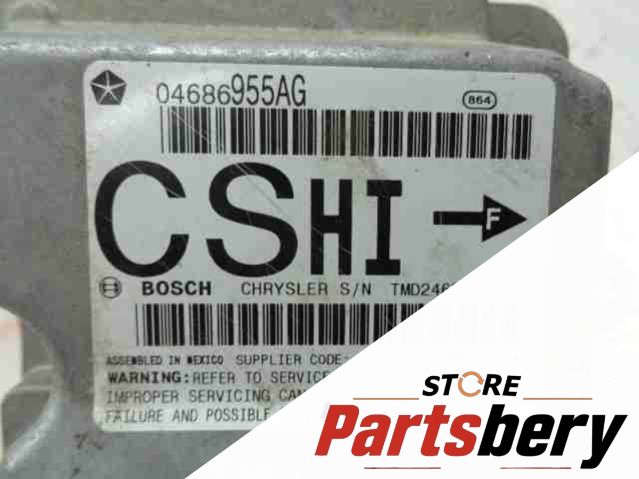 04686955AG 864
CSHI F
BOSCH CHRYSLER S/N
ASSEMBLED IN MEXICO SUPPLIER CODE:
WARNING: REFER TO SERVICE
IMPROPER SERVICING
FAILURE AND POSSIBLE
STORE
Partsbery